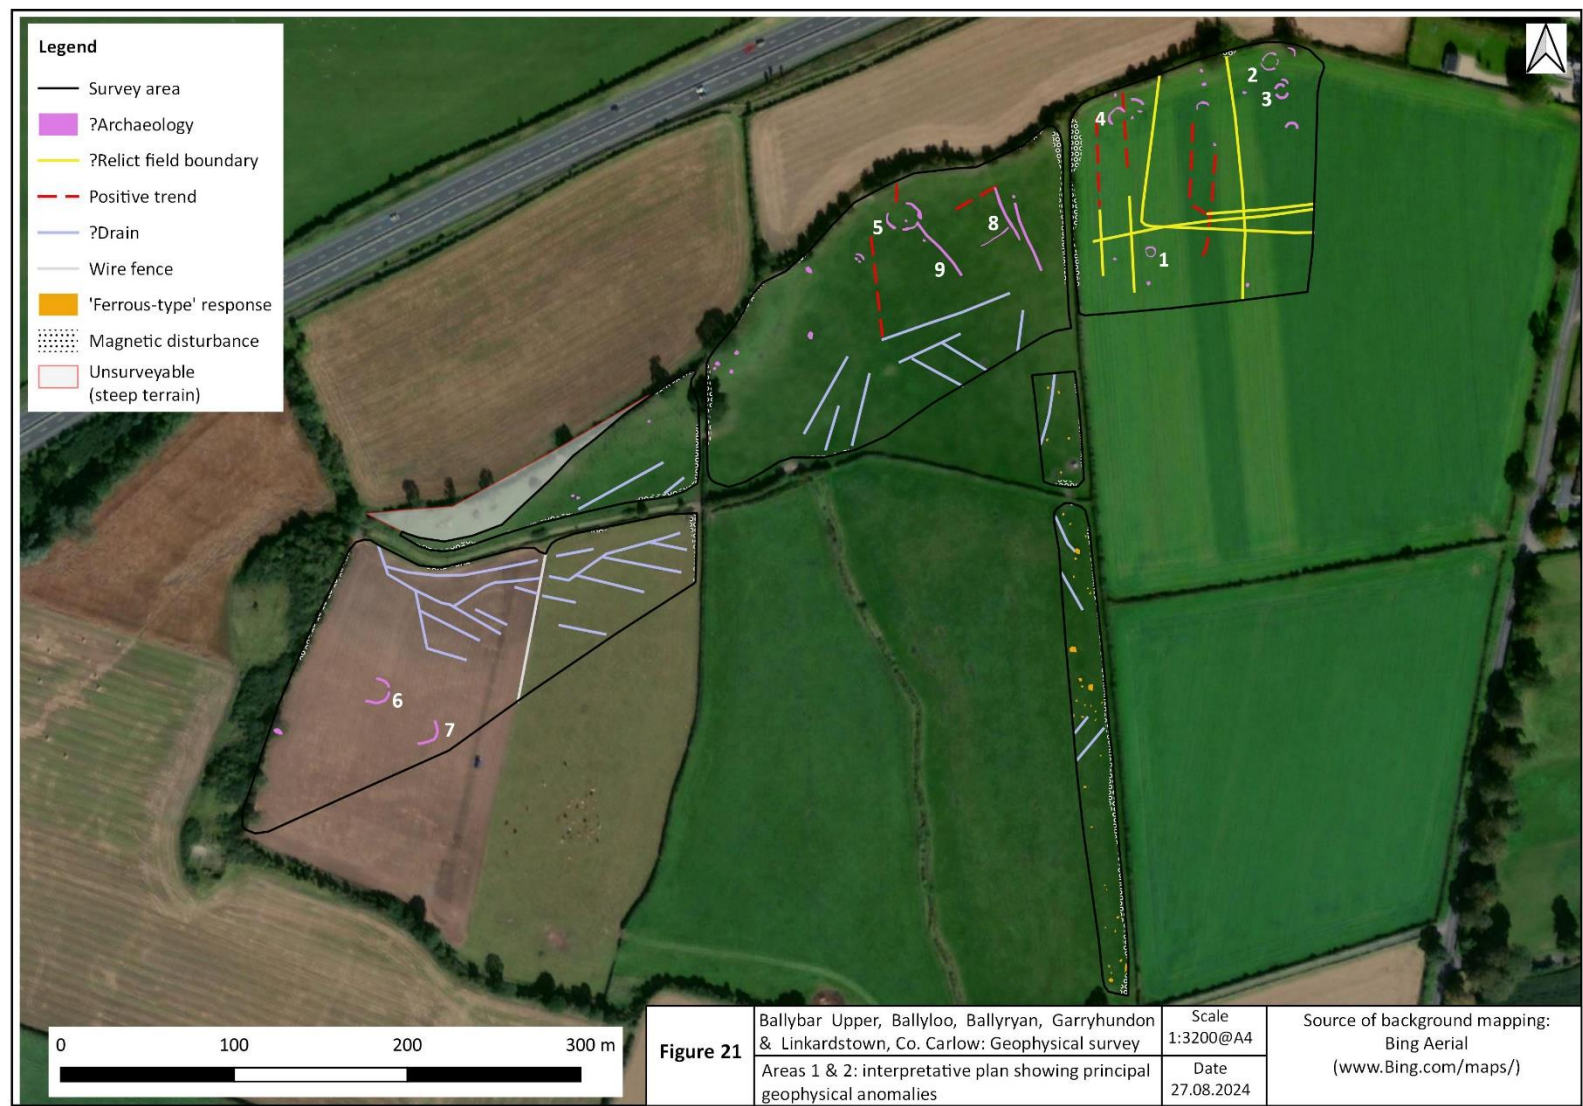 Legend
Survey area
?Archaeology
?Relict field boundary
Positive trend
?Drain
Wire fence
'Ferrous-type' response
Magnetic disturbance
Unsurveyable
(steep terrain)
2
3
4
5
8
9
1
6
7
0 100 200 300 m
Figure 21
Ballybar Upper, Ballyloo, Ballyryan, Garryhundon
& Linkardstown, Co. Carlow: Geophysical survey
Areas 1 & 2: interpretative plan showing principal
geophysical anomalies
Scale
1:3200@A4
Date
27.08.2024
Source of background mapping:
Bing Aerial
(www.Bing.com/maps/)